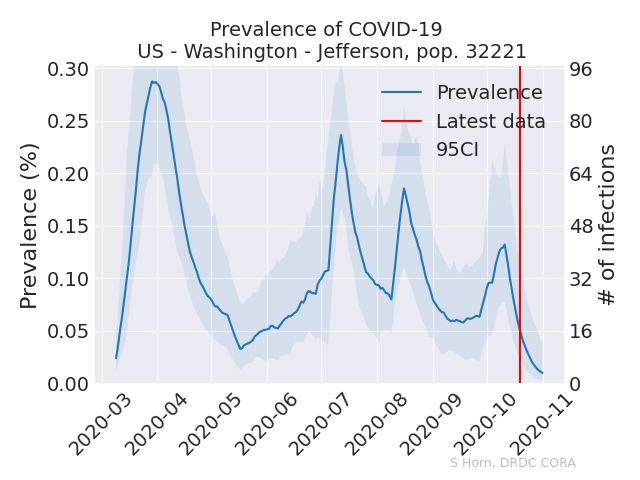 Prevalence of COVID-19
US - Washington - Jefferson, pop. 32221
Prevalence (%)
0.30
0.25
0.20
0.15
0.10
0.05
0.00
Prevalence
Latest data
95CI
96
80
64
48
32
16
0
# of infections
2020-03
2020-04
2020-05
2020-06
2020-07
2020-08
2020-09
2020-10
2020-11
S Horn, DRDC CORA